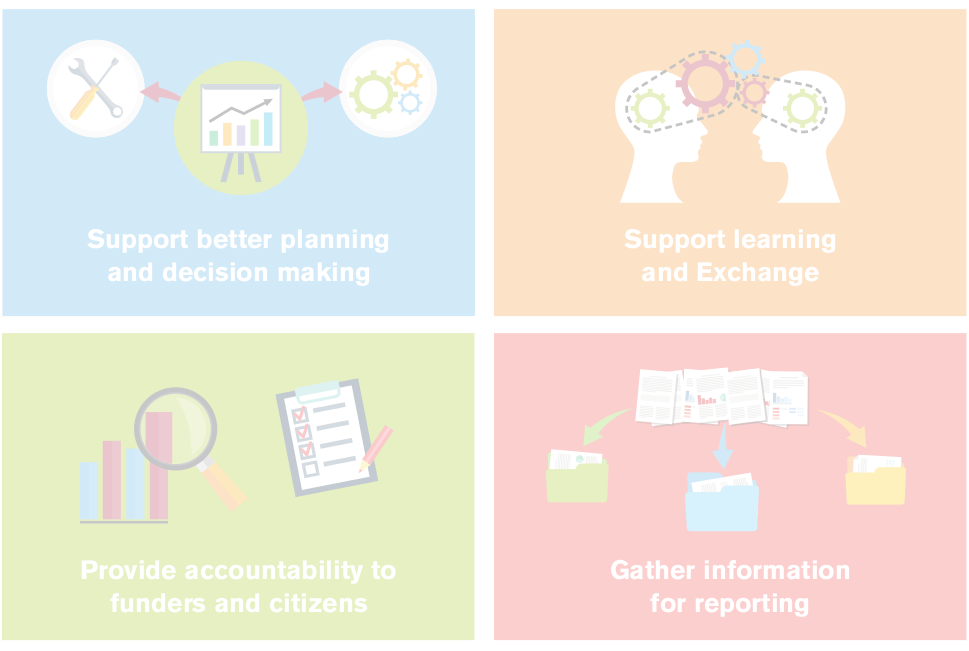 Support better planning
and decision making
Support learning
and Exchange
Provide accountability to
funders and citizens
Gather information
for reporting